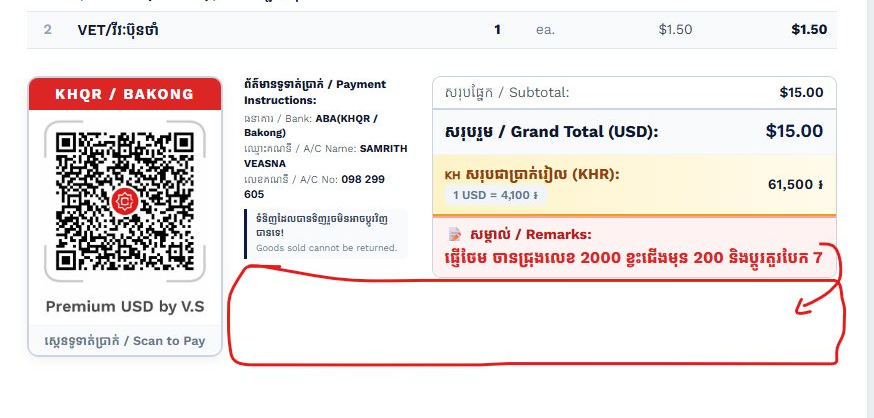 2 VET/វីវៈប៊ុនថាំ 1 ea. $1.50 $1.50
KHQR / BAKONG
Premium USD by V.S
ស្កេនទូទាត់ប្រាក់ / Scan to Pay
ព័ត៌មានទូទាត់ប្រាក់ / Payment
Instructions:
ធនាគារ / Bank: ABA(KHQR /
Bakong)
ឈ្មោះគណនី / A/C Name: SAMRITH
VEASNA
លេខគណនី / A/C No: 098 299
605
ទំនិញដែលបានទិញរួចមិនអាចប្ដូរវិញ
បានទេ!
Goods sold cannot be returned.
សរុបផ្នែក / Subtotal: $15.00
សរុបរួម / Grand Total (USD): $15.00
KH សរុបជាប្រាក់រៀល (KHR): 61,500 ៛
1 USD = 4,100 ៛
សម្គាល់ / Remarks:
ផ្ញើថែម បានជ្រុងលេខ 2000 ខ្វះជើងមុន 200 និងប្ដូរតួរបែក 7